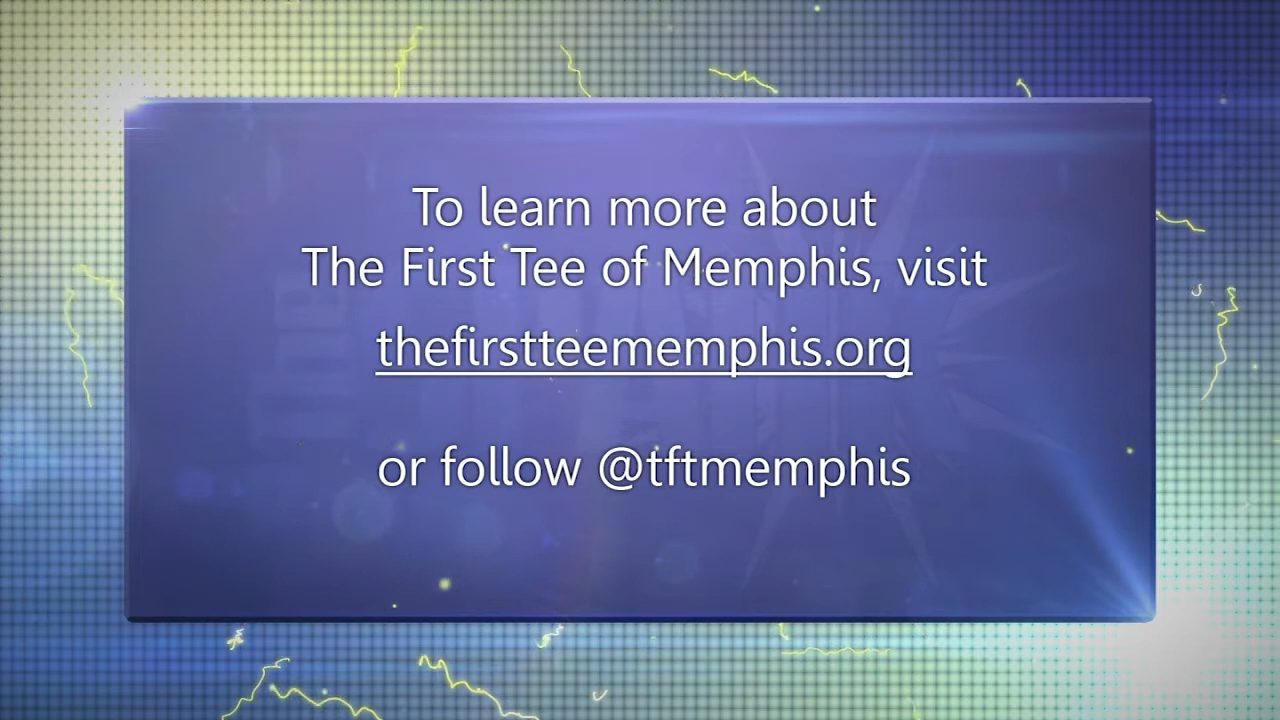 To learn more about
The First Tee of Memphis, visit
thefirstteememphis.org
or follow @tftmemphis